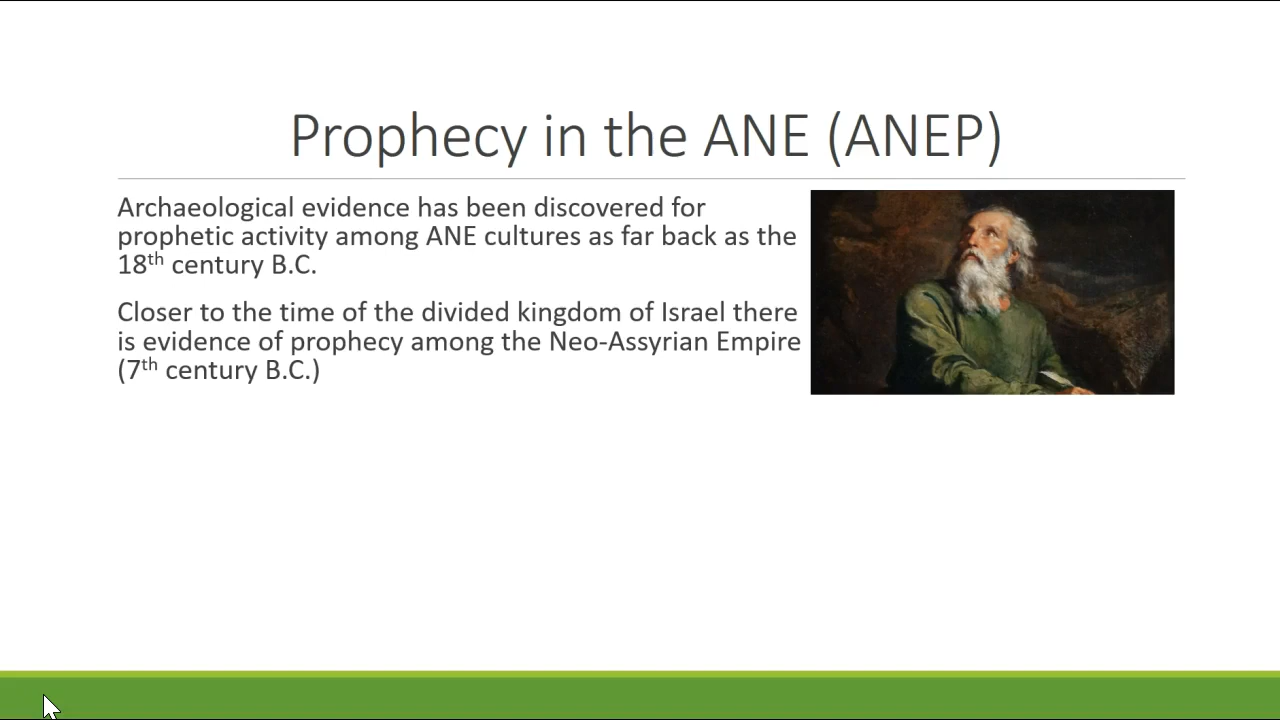 Prophecy in the ANE (ANEP)
Archaeological evidence has been discovered for
prophetic activity among ANE cultures as far back as the
18th century B.C.
Closer to the time of the divided kingdom of Israel there
is evidence of prophecy among the Neo-Assyrian Empire
(7th century B.C.)